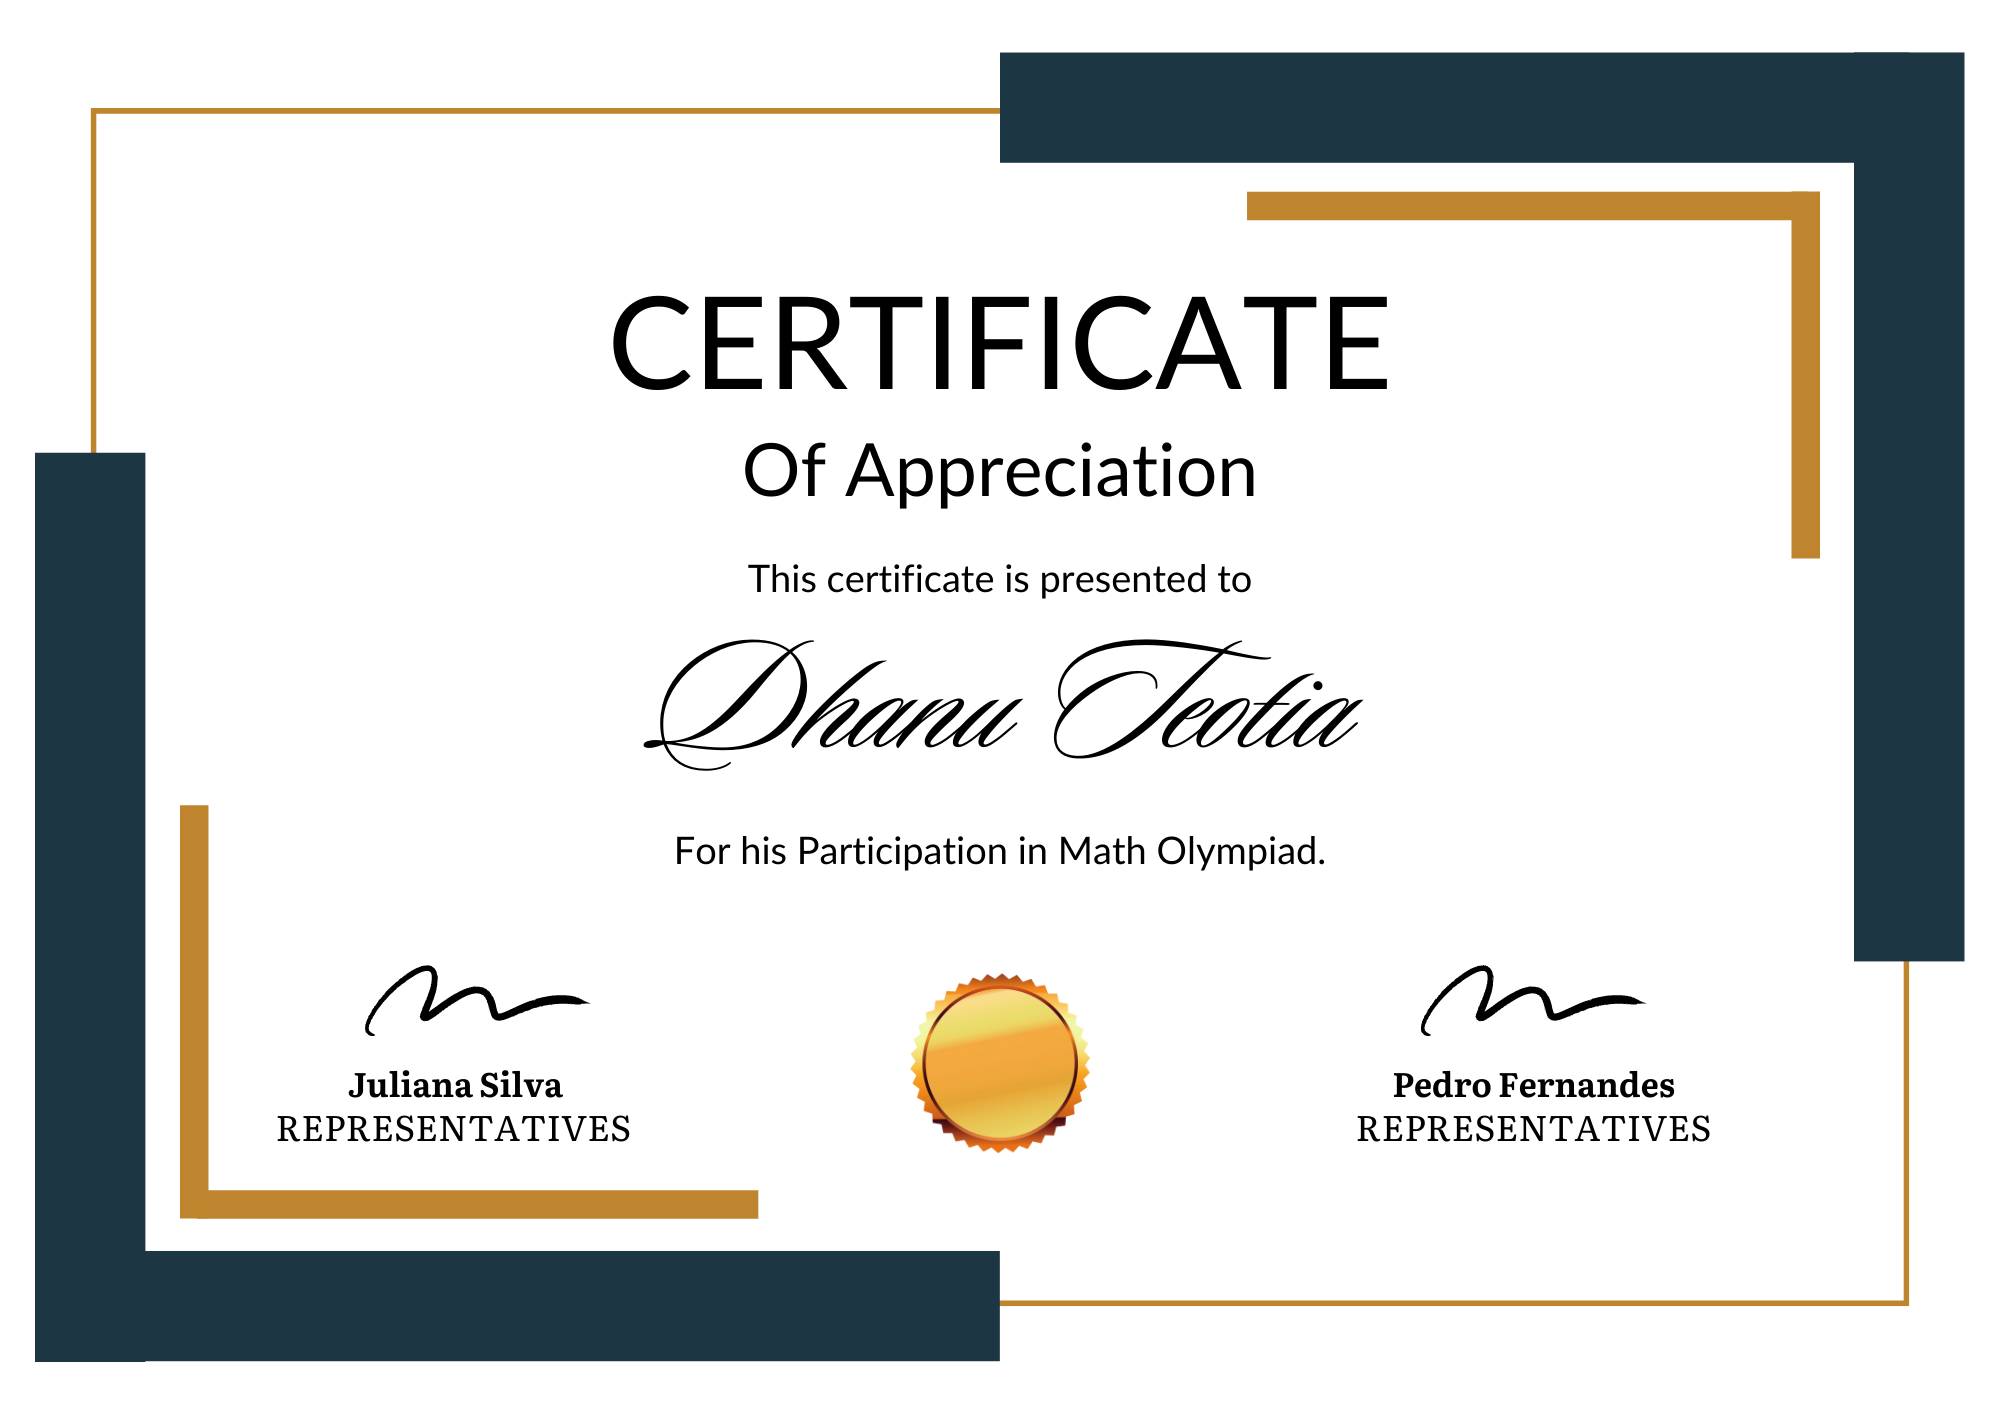 CERTIFICATE
Of Appreciation
This certificate is presented to
Dhanu Teotia
For his Participation in Math Olympiad.
Juliana Silva
REPRESENTATIVES
Pedro Fernandes
REPRESENTATIVES